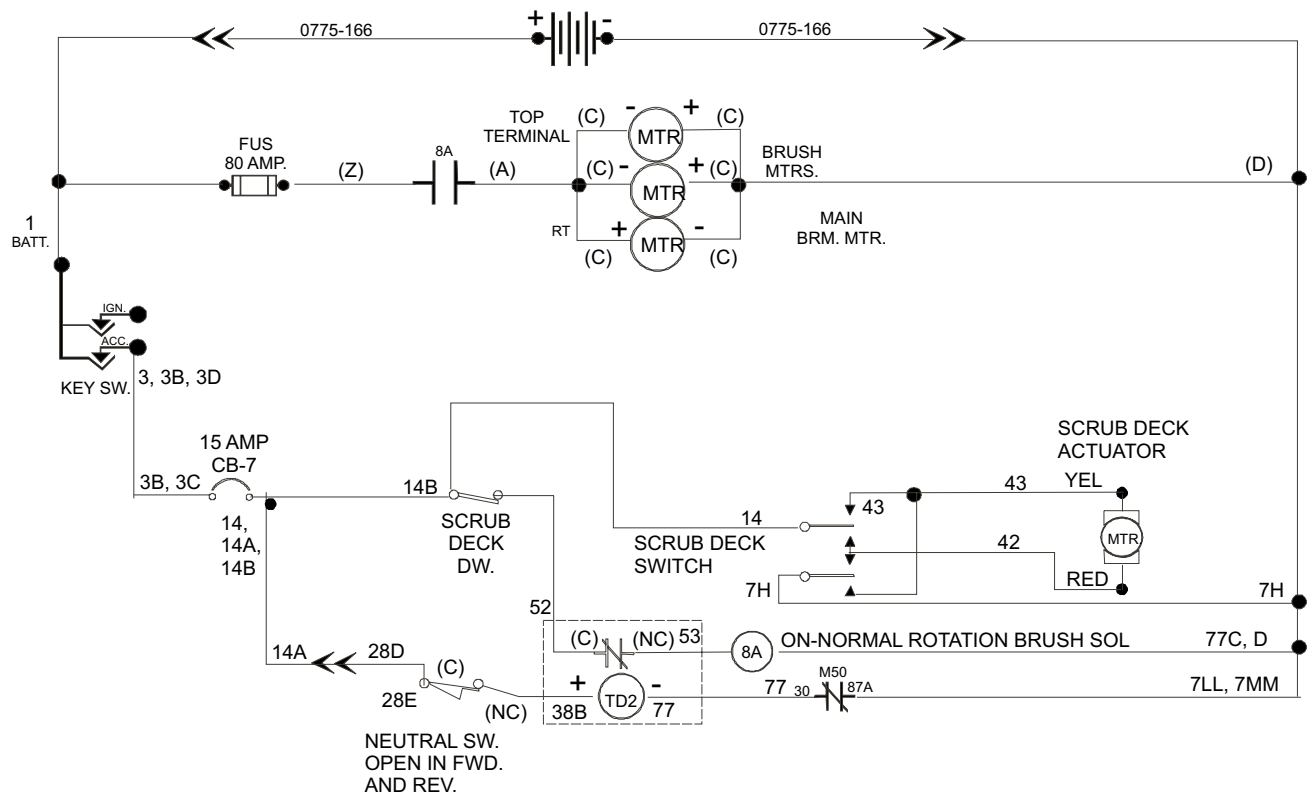 + -
0775-166
0775-166
TOP
TERMINAL
(C) - + (C)
MTR
FUS
80 AMP.
(Z)
8A
(A)
(C) - + (C)
MTR
BRUSH
MTRS.
(D)
RT
+ -
MTR
(C) (C)
MAIN
BRM. MTR.
1
BATT.
IGN.
ACC.
KEY SW.
3, 3B, 3D
15 AMP
CB-7
3B, 3C
14,
14A,
14B
14B
SCRUB
DECK
DW.
SCRUB DECK
SWITCH
14
SCRUB DECK
ACTUATOR
43
YEL
43
42
MTR
RED
7H
7H
52
(C) (NC) 53
8A
ON-NORMAL ROTATION BRUSH SOL
77C, D
14A
28D
(C)
28E
(NC)
+ -
TD2
38B 77
77
30
M50
87A
7LL, 7MM
NEUTRAL SW.
OPEN IN FWD.
AND REV.